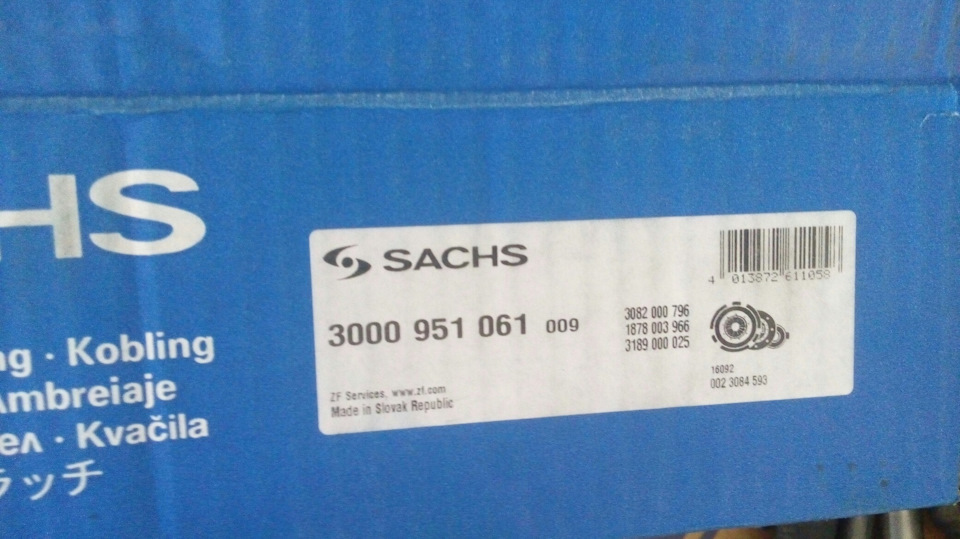 HS
ng · Kobling
Ambreiaje
ел · Kvačila
ラッチ
SACHS
3000 951 061 009
ZF Services, www.zf.com
Made in Slovak Republic
3082 000 796
1878 003 966
3189 000 025
4 013872 611058
16092
002 3084 593